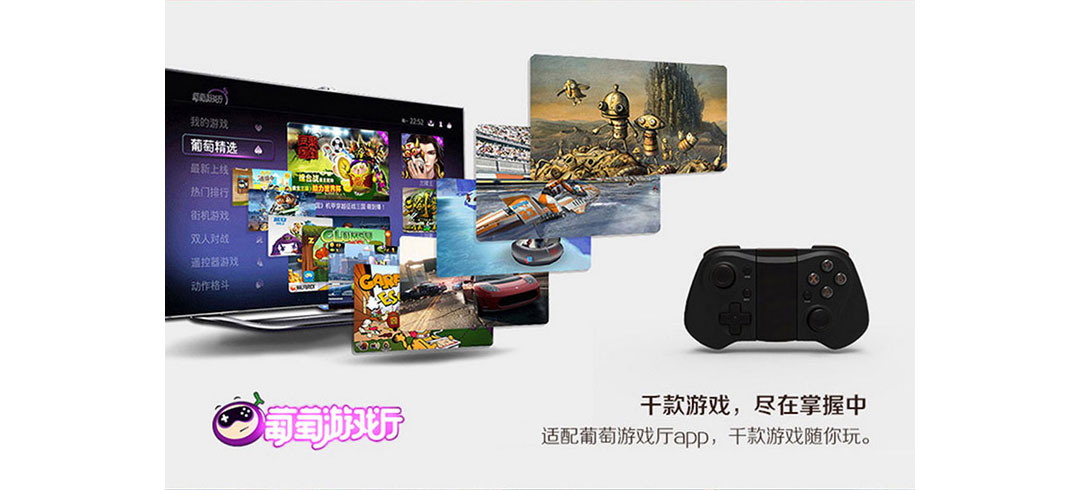 葡萄游戏厅
22:52
我的游戏
葡萄精选
最新上线
热门排行
街机游戏
双人对战
遥控器游戏
动作格斗
葡萄游戏厅
千款游戏，尽在掌握中
适配葡萄游戏厅app，千款游戏随你玩。